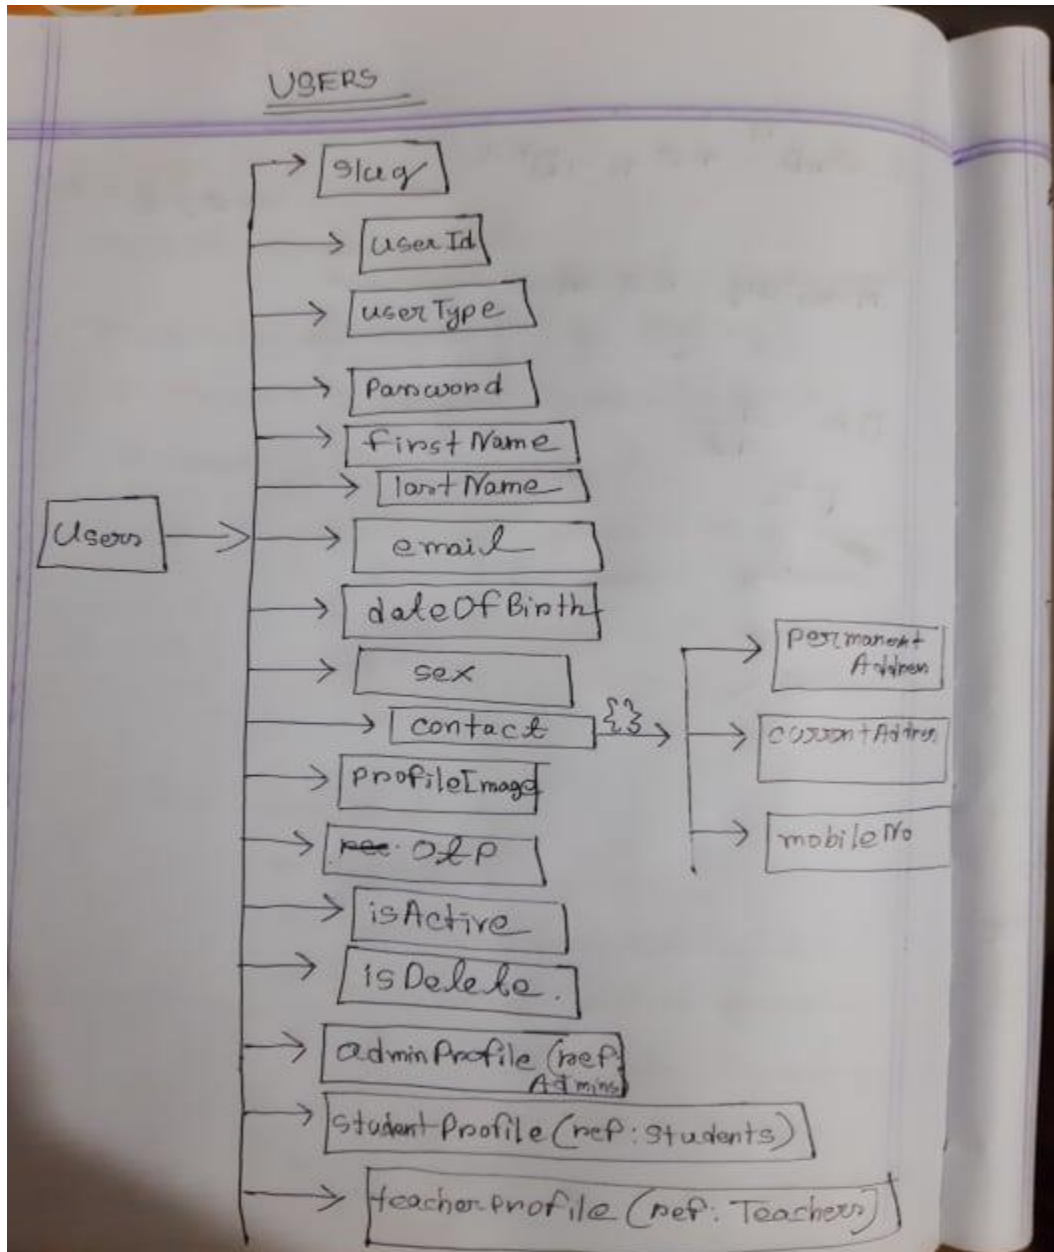 USERS
slug
userId
userType
Password
firstName
lastName
Users
email
dateOfBirth
sex
contact {}
permanent
Address
currentAddress
mobileNo
profileImage
OtP
isActive
isDelete.
adminProfile (ref:
Admins)
studentProfile (ref: students)
teacherProfile (ref: Teachers)